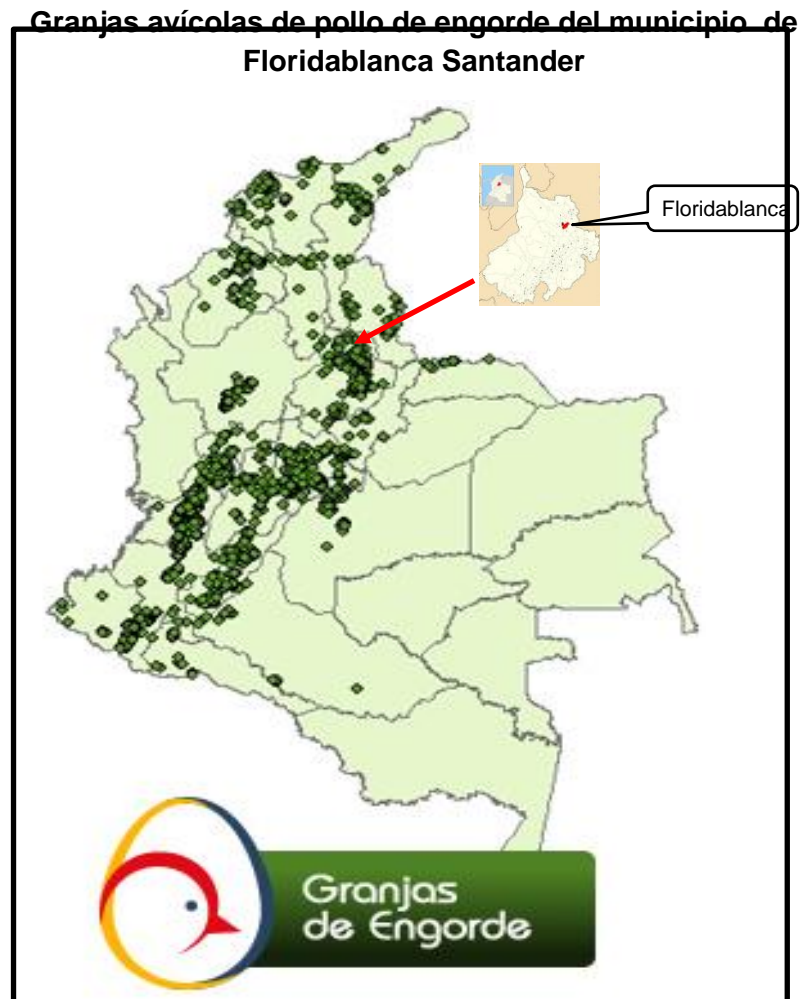 Granjas avícolas de pollo de engorde del municipio de
Floridablanca Santander
Floridablanca
Granjas
de Engorde